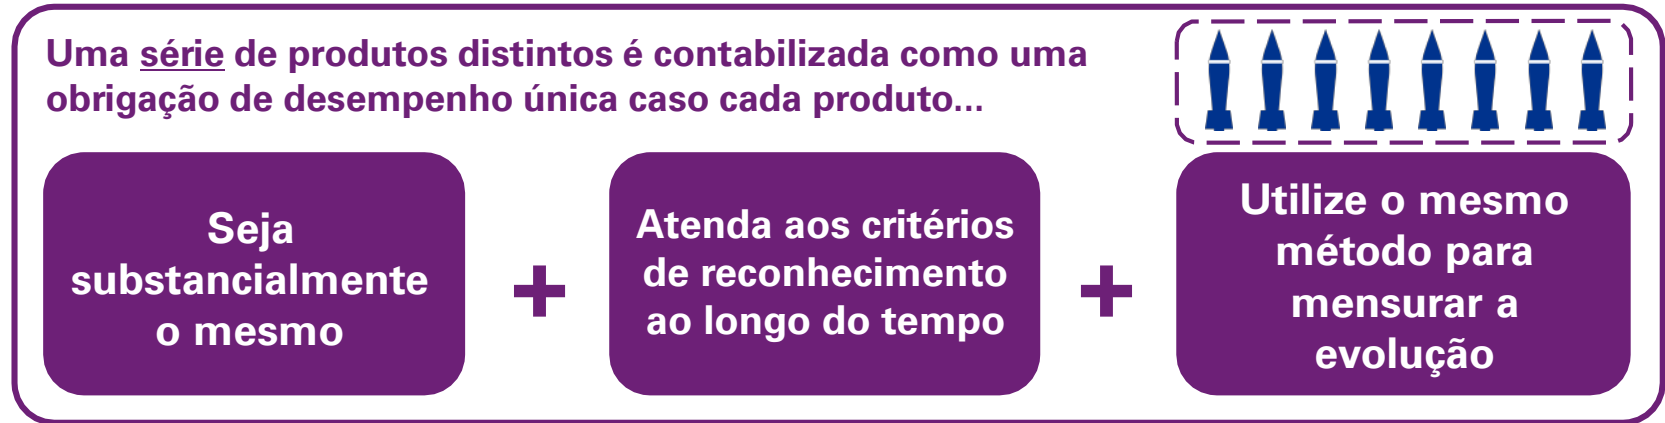 Uma série de produtos distintos é contabilizada como uma
obrigação de desempenho única caso cada produto...
Seja
substancialmente
o mesmo
+
Atenda aos critérios
de reconhecimento
ao longo do tempo
+
Utilize o mesmo
método para
mensurar a
evolução